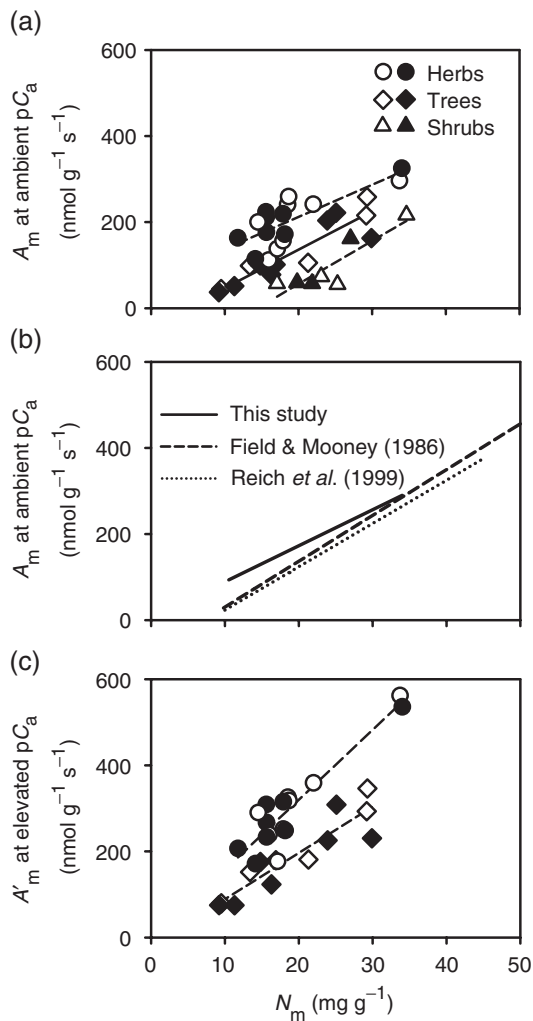 (a)
600
400
200
0
A_m at ambient pC_a
(nmol g⁻¹ s⁻¹)
Herbs
Trees
Shrubs
(b)
600
400
200
0
A_m at ambient pC_a
(nmol g⁻¹ s⁻¹)
This study
Field & Mooney (1986)
Reich et al. (1999)
(c)
600
400
200
0
A′_m at elevated pC_a
(nmol g⁻¹ s⁻¹)
0 10 20 30 40 50
N_m (mg g⁻¹)